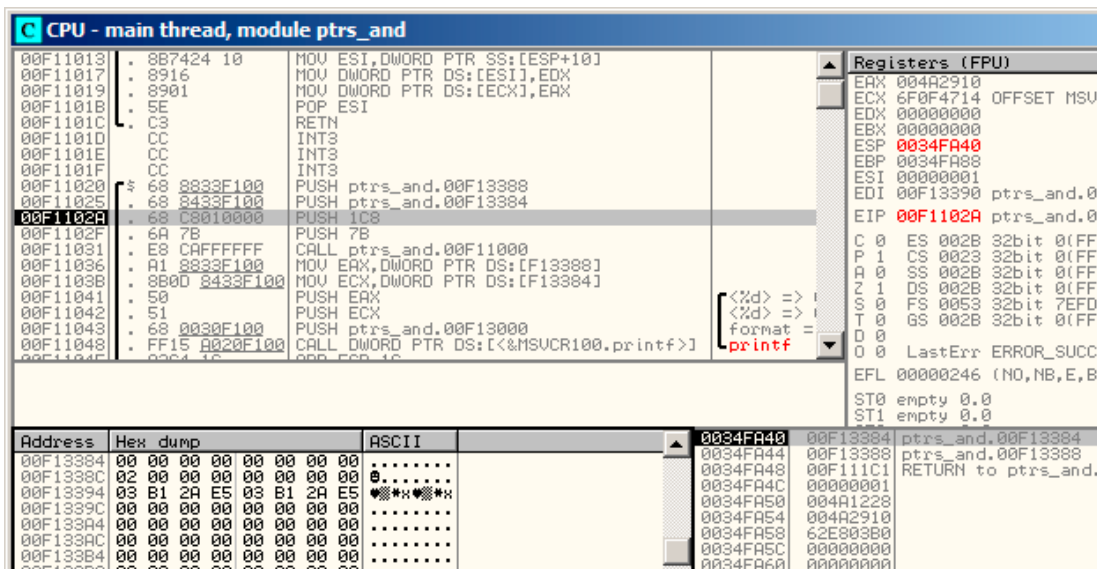 C CPU - main thread, module ptrs_and
00F11013 . 8B7424 10 MOV ESI,DWORD PTR SS:[ESP+10]
00F11017 . 8916 MOV DWORD PTR DS:[ESI],EDX
00F11019 . 8901 MOV DWORD PTR DS:[ECX],EAX
00F1101B . 5E POP ESI
00F1101C . C3 RETN
00F1101D CC INT3
00F1101E CC INT3
00F1101F CC INT3
00F11020 $ 68 8833F100 PUSH ptrs_and.00F13388
00F11025 . 68 8433F100 PUSH ptrs_and.00F13384
00F1102A . 68 C8010000 PUSH 1C8
00F1102F . 6A 7B PUSH 7B
00F11031 . E8 CAFFFFFF CALL ptrs_and.00F11000
00F11036 . A1 8833F100 MOV EAX,DWORD PTR DS:[F13388]
00F1103B . 8B0D 8433F100 MOV ECX,DWORD PTR DS:[F13384]
00F11041 . 50 PUSH EAX
00F11042 . 51 PUSH ECX
00F11043 . 68 0030F100 PUSH ptrs_and.00F13000
00F11048 . FF15 A020F100 CALL DWORD PTR DS:[<&MSVCR100.printf>]
<%d> =>
<%d> =>
format =
printf
Registers (FPU)
EAX 004A2910
ECX 6F0F4714 OFFSET MSV
EDX 00000000
EBX 00000000
ESP 0034FA40
EBP 0034FA88
ESI 00000001
EDI 00F13390 ptrs_and.0
EIP 00F1102A ptrs_and.0
C 0 ES 002B 32bit 0(FF
P 1 CS 0023 32bit 0(FF
A 0 SS 002B 32bit 0(FF
Z 1 DS 002B 32bit 0(FF
S 0 FS 0053 32bit 7EFD
T 0 GS 002B 32bit 0(FF
D 0
O 0 LastErr ERROR_SUCC
EFL 00000246 (NO,NB,E,B
ST0 empty 0.0
ST1 empty 0.0
Address Hex dump ASCII
00F13384 00 00 00 00 00 00 00 00 ........
00F1338C 02 00 00 00 00 00 00 00 ☻.......
00F13394 03 B1 2A E5 03 B1 2A E5
00F1339C 00 00 00 00 00 00 00 00 ........
00F133A4 00 00 00 00 00 00 00 00 ........
00F133AC 00 00 00 00 00 00 00 00 ........
00F133B4 00 00 00 00 00 00 00 00 ........
0034FA40 00F13384 ptrs_and.00F13384
0034FA44 00F13388 ptrs_and.00F13388
0034FA48 00F111C1 RETURN to ptrs_and.
0034FA4C 00000001
0034FA50 004A1228
0034FA54 004A2910
0034FA58 62E803B0
0034FA5C 00000000
0034FA60 00000000